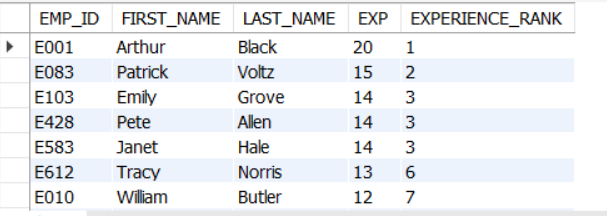 EMP_ID FIRST_NAME LAST_NAME EXP EXPERIENCE_RANK
E001 Arthur Black 20 1
E083 Patrick Voltz 15 2
E103 Emily Grove 14 3
E428 Pete Allen 14 3
E583 Janet Hale 14 3
E612 Tracy Norris 13 6
E010 William Butler 12 7